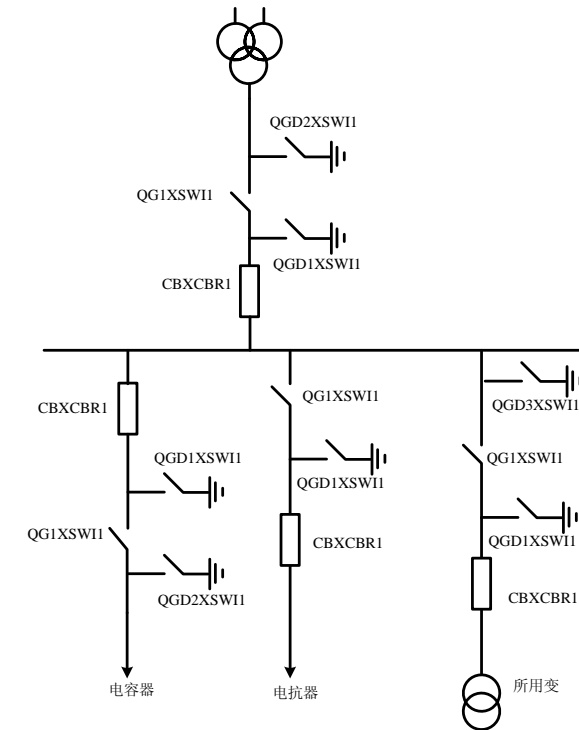 QGD2XSWI1
QG1XSWI1
QGD1XSWI1
CBXCBR1
CBXCBR1
QG1XSWI1
QGD3XSWI1
QGD1XSWI1
QG1XSWI1
QGD1XSWI1
QG1XSWI1
QGD1XSWI1
CBXCBR1
QGD2XSWI1
CBXCBR1
电容器
电抗器
所用变